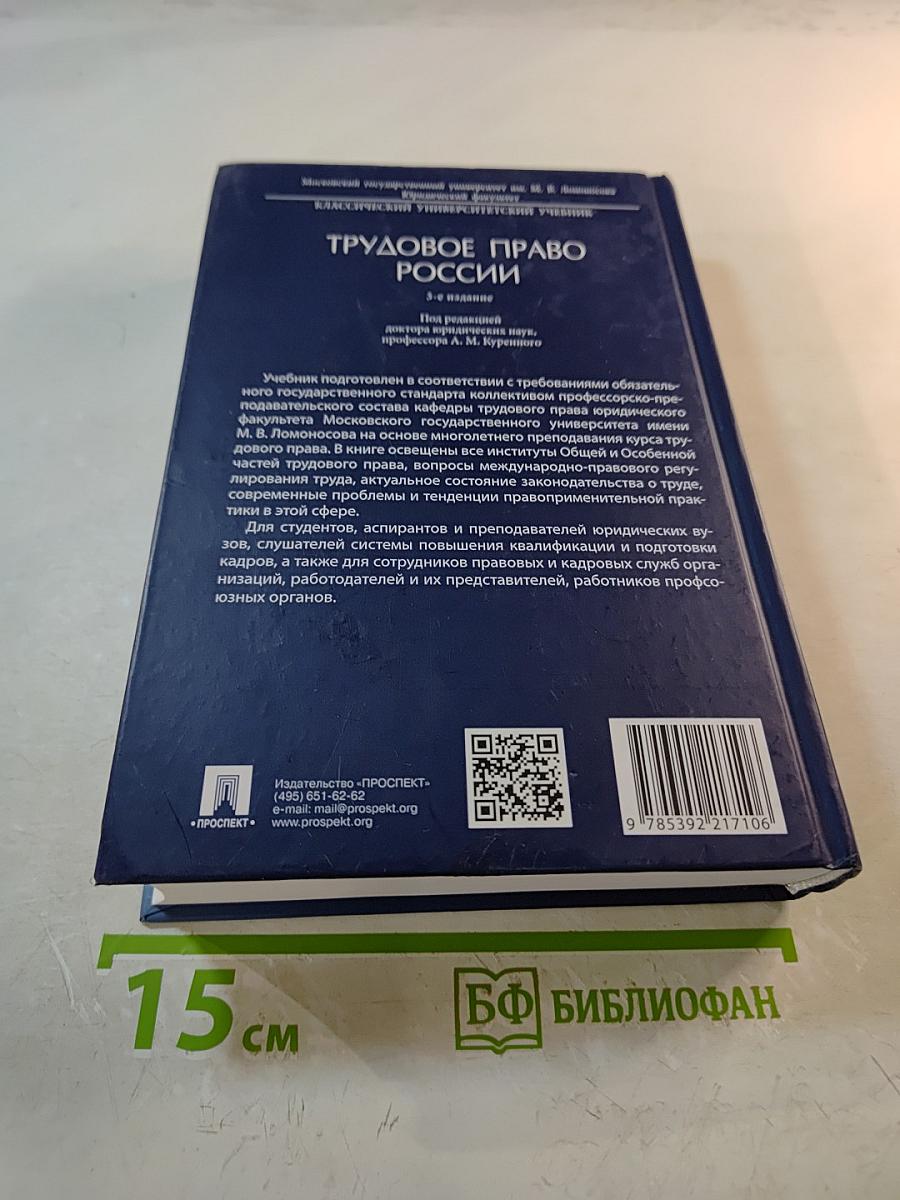 Московский государственный университет им. М. В. Ломоносова
Юридический факультет
КЛАССИЧЕСКИЙ УНИВЕРСИТЕТСКИЙ УЧЕБНИК
ТРУДОВОЕ ПРАВО
РОССИИ
3-е издание
Под редакцией
доктора юридических наук,
профессора А. М. Куренного
Учебник подготовлен в соответствии с требованиями обязатель-
ного государственного стандарта коллективом профессорско-пре-
подавательского состава кафедры трудового права юридического
факультета Московского государственного университета имени
М. В. Ломоносова на основе многолетнего преподавания курса тру-
дового права. В книге освещены все институты Общей и Особенной
частей трудового права, вопросы международно-правового регу-
лирования труда, актуальное состояние законодательства о труде,
современные проблемы и тенденции правоприменительной прак-
тики в этой сфере.
Для студентов, аспирантов и преподавателей юридических ву-
зов, слушателей системы повышения квалификации и подготовки
кадров, а также для сотрудников правовых и кадровых служб орга-
низаций, работодателей и их представителей, работников профсо-
юзных органов.
• ПРОСПЕКТ •
Издательство «ПРОСПЕКТ»
(495) 651-62-62
e-mail: mail@prospekt.org
www.prospekt.org
9 785392 217106
15 см
БФ БИБЛИОФАН